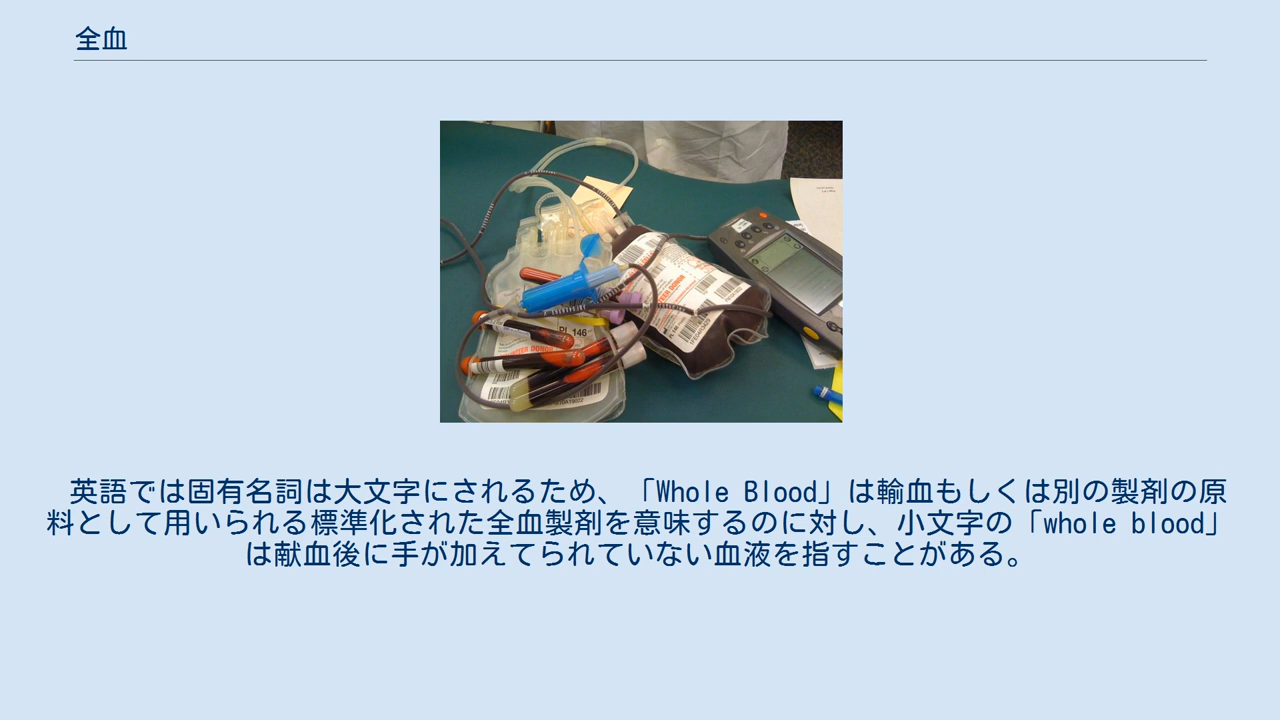 全血
PL 146
英語では固有名詞は大文字にされるため、「Whole Blood」は輸血もしくは別の製剤の原
料として用いられる標準化された全血製剤を意味するのに対し、小文字の「whole blood」
は献血後に手が加えてられていない血液を指すことがある。